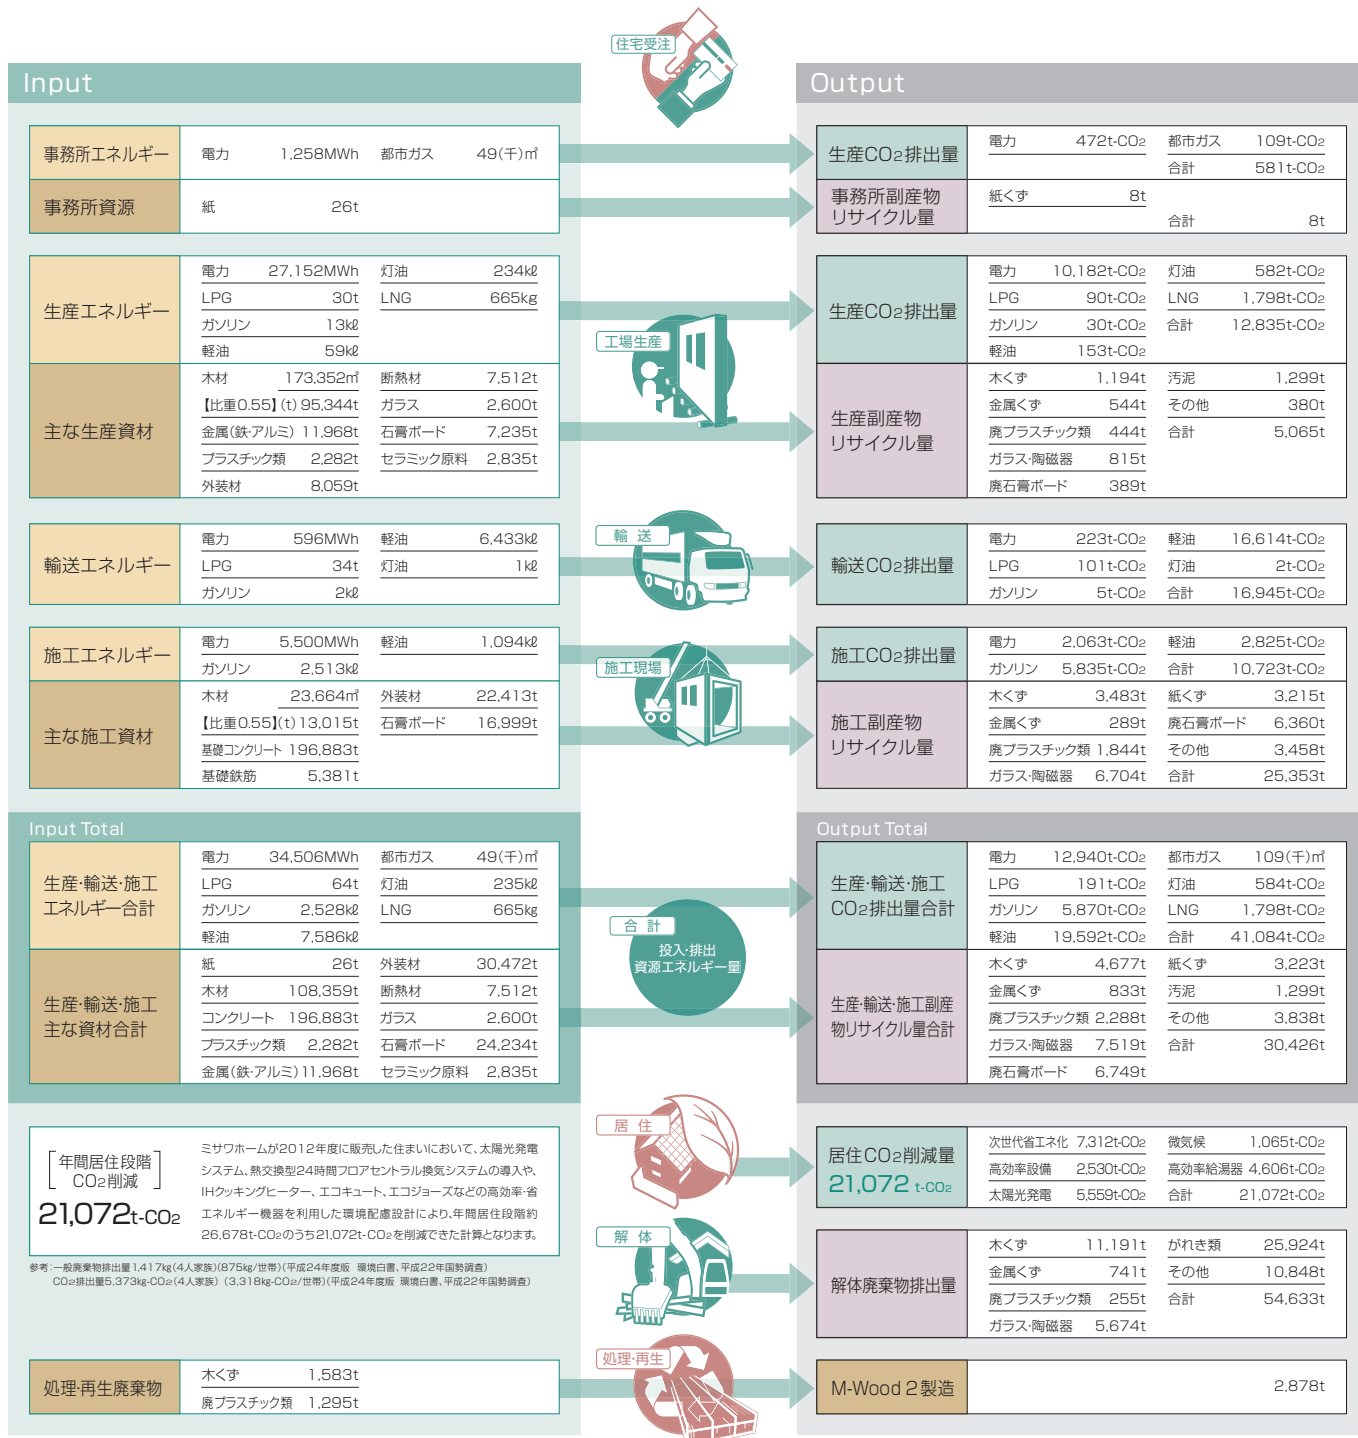 住宅受注
Input
Output
事務所エネルギー 電力 1,258MWh 都市ガス 49(千)㎥
生産CO2排出量 電力 472t-CO2 都市ガス 109t-CO2
合計 581t-CO2
事務所資源 紙 26t
事務所副産物
リサイクル量
紙くず 8t
合計 8t
生産エネルギー
電力 27,152MWh 灯油 234kℓ
LPG 30t LNG 665kg
ガソリン 13kℓ
軽油 59kℓ
工場生産
生産CO2排出量
電力 10,182t-CO2 灯油 582t-CO2
LPG 90t-CO2 LNG 1,798t-CO2
ガソリン 30t-CO2 合計 12,835t-CO2
軽油 153t-CO2
主な生産資材
木材 173,352㎥ 断熱材 7,512t
【比重0.55】(t) 95,344t ガラス 2,600t
金属(鉄・アルミ) 11,968t 石膏ボード 7,235t
プラスチック類 2,282t セラミック原料 2,835t
外装材 8,059t
生産副産物
リサイクル量
木くず 1,194t 汚泥 1,299t
金属くず 544t その他 380t
廃プラスチック類 444t 合計 5,065t
ガラス・陶磁器 815t
廃石膏ボード 389t
輸送エネルギー
電力 596MWh 軽油 6,433kℓ
LPG 34t 灯油 1kℓ
ガソリン 2kℓ
輸送
輸送CO2排出量
電力 223t-CO2 軽油 16,614t-CO2
LPG 101t-CO2 灯油 2t-CO2
ガソリン 5t-CO2 合計 16,945t-CO2
施工エネルギー
電力 5,500MWh 軽油 1,094kℓ
ガソリン 2,513kℓ
施工現場
施工CO2排出量
電力 2,063t-CO2 軽油 2,825t-CO2
ガソリン 5,835t-CO2 合計 10,723t-CO2
主な施工資材
木材 23,664㎥ 外装材 22,413t
【比重0.55】(t) 13,015t 石膏ボード 16,999t
基礎コンクリート 196,883t
基礎鉄筋 5,381t
施工副産物
リサイクル量
木くず 3,483t 紙くず 3,215t
金属くず 289t 廃石膏ボード 6,360t
廃プラスチック類 1,844t その他 3,458t
ガラス・陶磁器 6,704t 合計 25,353t
Input Total
Output Total
生産・輸送・施工
エネルギー合計
電力 34,506MWh 都市ガス 49(千)㎥
LPG 64t 灯油 235kℓ
ガソリン 2,528kℓ LNG 665kg
軽油 7,586kℓ
合計
投入・排出
資源エネルギー量
生産・輸送・施工
CO2排出量合計
電力 12,940t-CO2 都市ガス 109(千)㎥
LPG 191t-CO2 灯油 584t-CO2
ガソリン 5,870t-CO2 LNG 1,798t-CO2
軽油 19,592t-CO2 合計 41,084t-CO2
生産・輸送・施工
主な資材合計
紙 26t 外装材 30,472t
木材 108,359t 断熱材 7,512t
コンクリート 196,883t ガラス 2,600t
プラスチック類 2,282t 石膏ボード 24,234t
金属(鉄・アルミ) 11,968t セラミック原料 2,835t
生産・輸送・施工副産
物リサイクル量合計
木くず 4,677t 紙くず 3,223t
金属くず 833t 汚泥 1,299t
廃プラスチック類 2,288t その他 3,838t
ガラス・陶磁器 7,519t 合計 30,426t
廃石膏ボード 6,749t
年間居住段階
CO2削減
21,072t-CO2
ミサワホームが2012年度に販売した住まいにおいて、太陽光発電
システム、熱交換型24時間フロアセントラル換気システムの導入や、
IHクッキングヒーター、エコキュート、エコジョーズなどの高効率・省
エネルギー機器を利用した環境配慮設計により、年間居住段階約
26,678t-CO2のうち21,072t-CO2を削減できた計算となります。
参考:一般廃棄物排出量1,417kg(4人家族)(875kg/世帯)(平成24年度版 環境白書、平成22年国勢調査)
CO2排出量5,373kg-CO2(4人家族) (3,318kg-CO2/世帯)(平成24年度版 環境白書、平成22年国勢調査)
居住
居住CO2削減量
21,072 t-CO2
次世代省エネ化 7,312t-CO2 微気候 1,065t-CO2
高効率設備 2,530t-CO2 高効率給湯器 4,606t-CO2
太陽光発電 5,559t-CO2 合計 21,072t-CO2
解体
解体廃棄物排出量
木くず 11,191t がれき類 25,924t
金属くず 741t その他 10,848t
廃プラスチック類 255t 合計 54,633t
ガラス・陶磁器 5,674t
処理・再生廃棄物
木くず 1,583t
廃プラスチック類 1,295t
処理・再生
M-Wood 2製造 2,878t